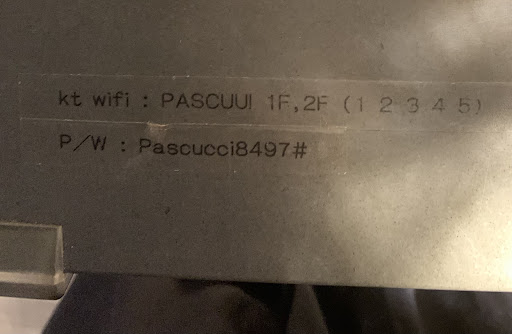 kt wifi : PASCUUI 1F,2F (1 2 3 4 5)
P/W : Pascucci8497#